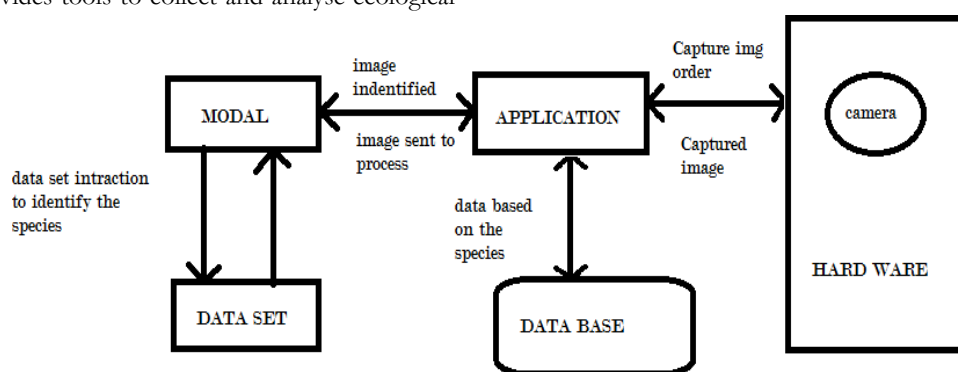 vides tools to collect and analyse ecological
image
indentified
Capture img
order
MODAL
APPLICATION
camera
image sent to
process
Captured
image
data set intraction
to identify the
species
data based
on the
species
HARD WARE
DATA SET
DATA BASE